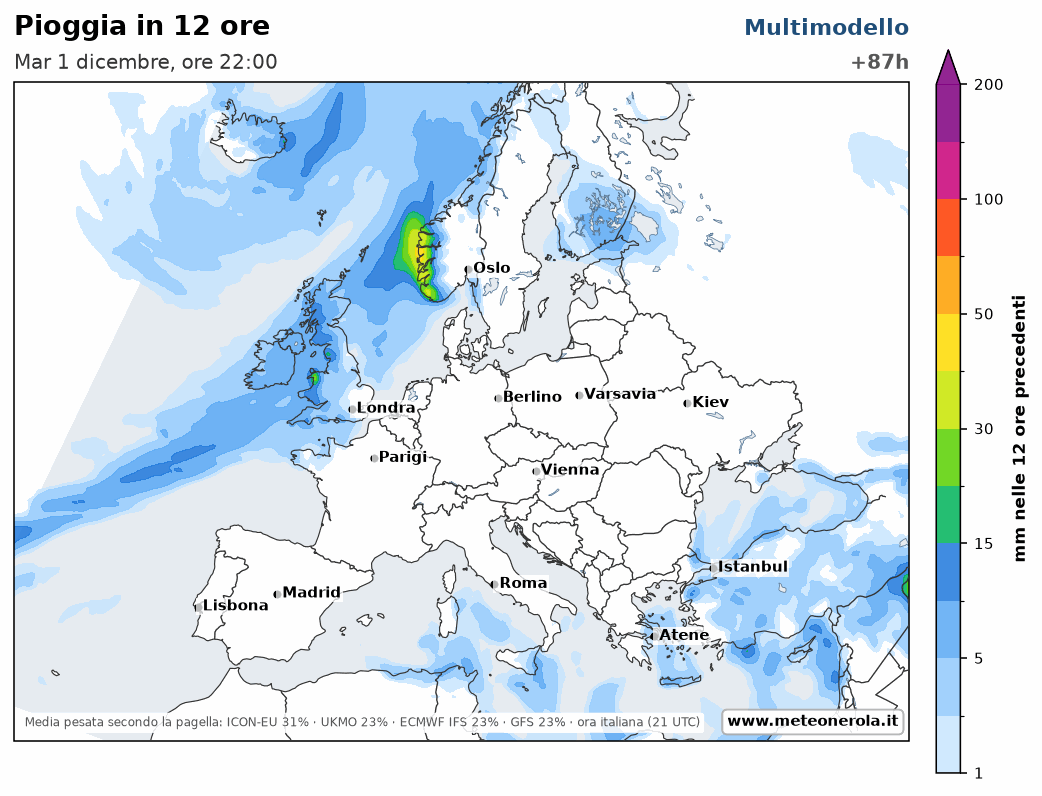 Pioggia in 12 ore
Multimodello
Mar 1 dicembre, ore 22:00
+87h
200
100
50
30
15
5
1
mm nelle 12 ore precedenti
Oslo
Londra
Berlino
Varsavia
Kiev
Parigi
Vienna
Istanbul
Roma
Madrid
Lisbona
Atene
Media pesata secondo la pagella: ICON-EU 31% · UKMO 23% · ECMWF IFS 23% · GFS 23% · ora italiana (21 UTC)
www.meteonerola.it